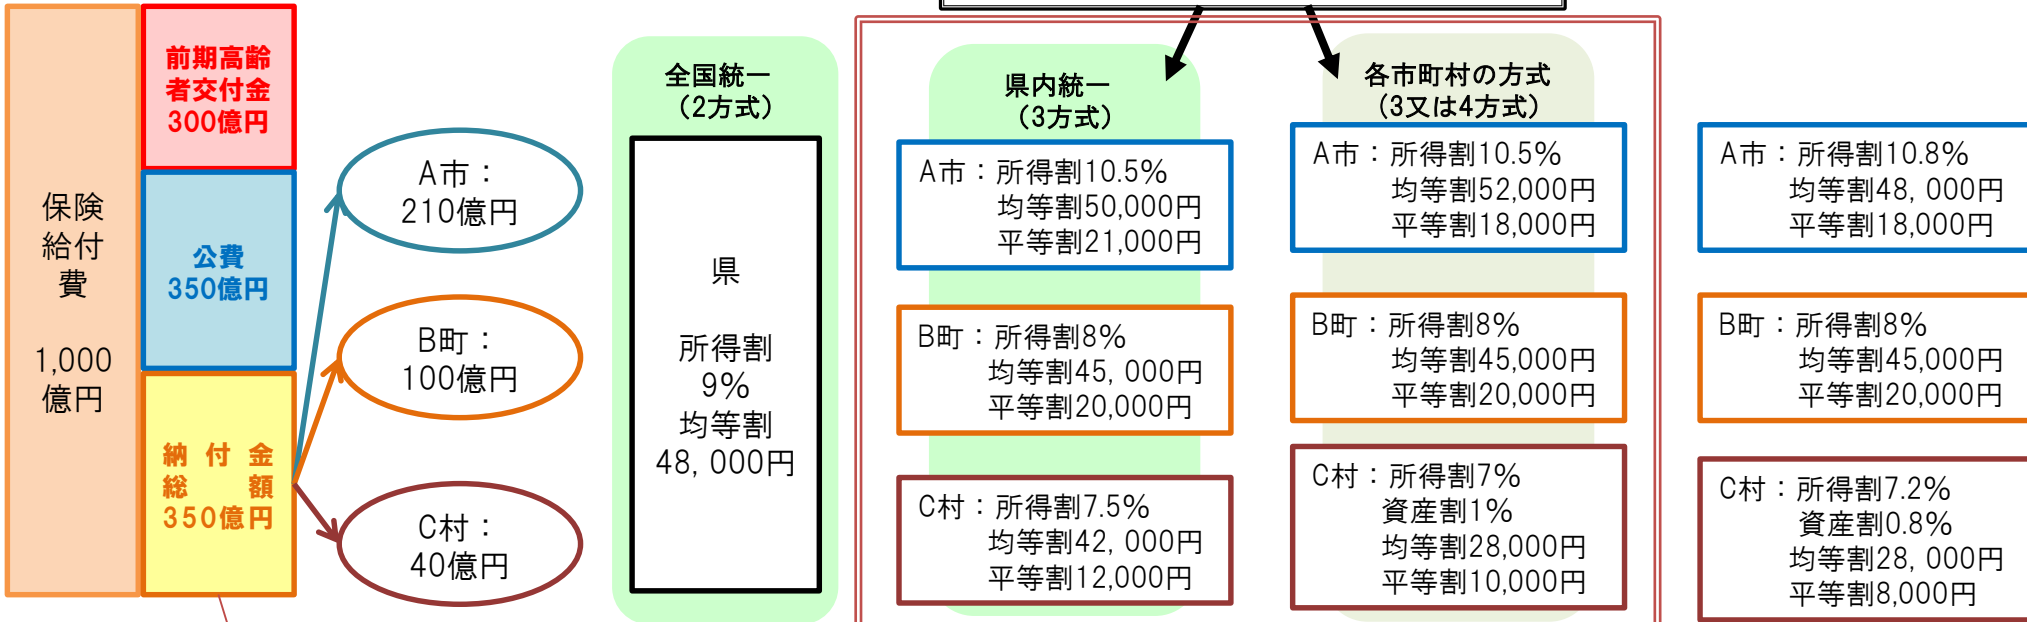 保険
給付
費
1,000
億円
前期高齢
者交付金
300億円
公費
350億円
納付金
総額
350億円
A市：
210億円
B町：
100億円
C村：
40億円
全国統一
（2方式）
県
所得割
9%
均等割
48,000円
県内統一
（3方式）
A市：所得割10.5%
均等割50,000円
平等割21,000円
B町：所得割8%
均等割45,000円
平等割20,000円
C村：所得割7.5%
均等割42,000円
平等割12,000円
各市町村の方式
（3又は4方式）
A市：所得割10.5%
均等割52,000円
平等割18,000円
B町：所得割8%
均等割45,000円
平等割20,000円
C村：所得割7%
資産割1%
均等割28,000円
平等割10,000円
A市：所得割10.8%
均等割48,000円
平等割18,000円
B町：所得割8%
均等割45,000円
平等割20,000円
C村：所得割7.2%
資産割0.8%
均等割28,000円
平等割8,000円